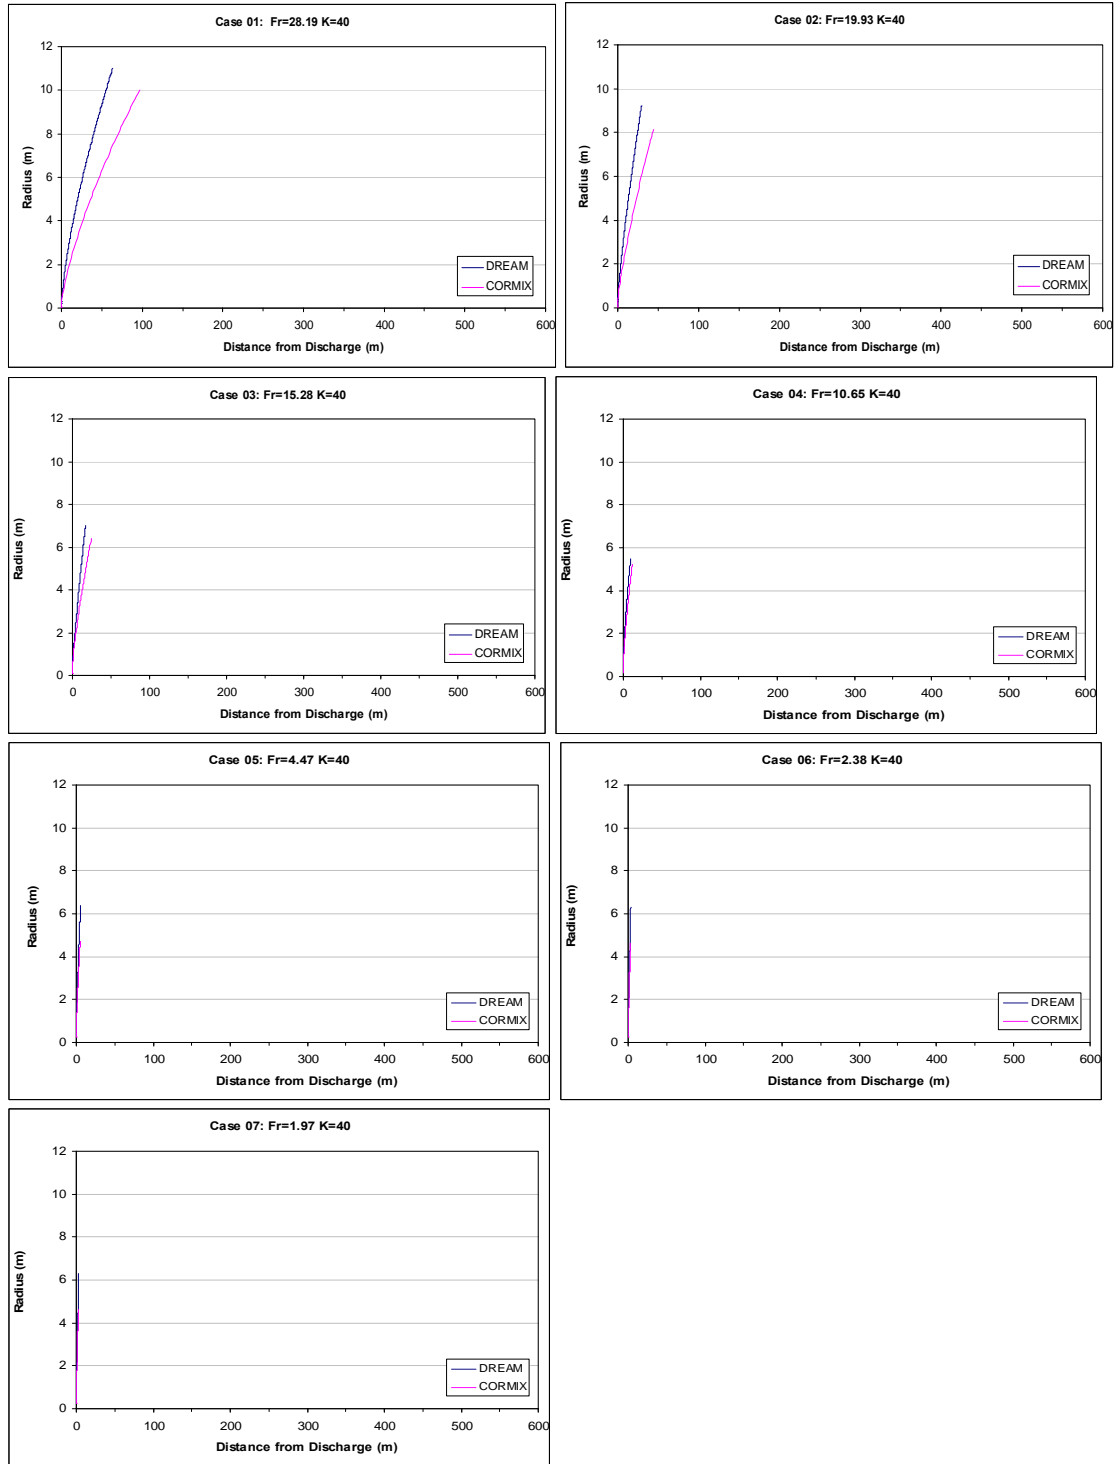 Case 01: Fr=28.19 K=40
12
10
8
6
4
2
0
Radius (m)
0 100 200 300 400 500 600
Distance from Discharge (m)
DREAM
CORMIX
Case 02: Fr=19.93 K=40
12
10
8
6
4
2
0
Radius (m)
0 100 200 300 400 500 600
Distance from Discharge (m)
DREAM
CORMIX
Case 03: Fr=15.28 K=40
12
10
8
6
4
2
0
Radius (m)
0 100 200 300 400 500 600
Distance from Discharge (m)
DREAM
CORMIX
Case 04: Fr=10.65 K=40
12
10
8
6
4
2
0
Radius (m)
0 100 200 300 400 500 600
Distance from Discharge (m)
DREAM
CORMIX
Case 05: Fr=4.47 K=40
12
10
8
6
4
2
0
Radius (m)
0 100 200 300 400 500 600
Distance from Discharge (m)
DREAM
CORMIX
Case 06: Fr=2.38 K=40
12
10
8
6
4
2
0
Radius (m)
0 100 200 300 400 500 600
Distance from Discharge (m)
DREAM
CORMIX
Case 07: Fr=1.97 K=40
12
10
8
6
4
2
0
Radius (m)
0 100 200 300 400 500 600
Distance from Discharge (m)
DREAM
CORMIX